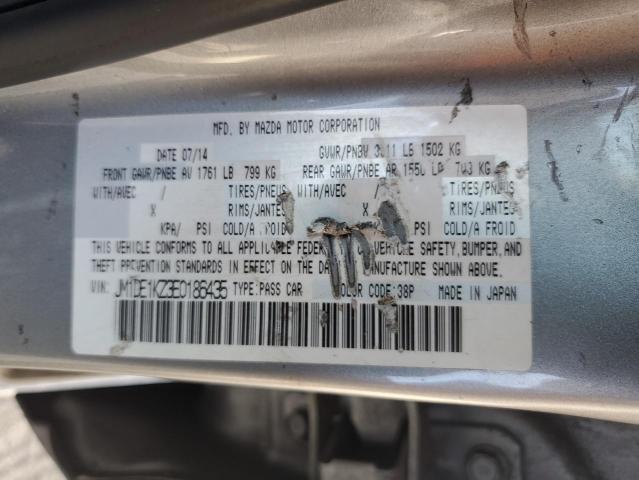 MFD. BY MAZDA MOTOR CORPORATION
DATE 07/14 GVWR/PNBV 3311 LB 1502 KG
FRONT GAWR/PNBE AV 1761 LB 799 KG REAR GAWR/PNBE AR 1550 LB 703 KG
WITH/AVEC / TIRES/PNEUS WITH/AVEC / TIRES/PNEUS
X RIMS/JANTES X RIMS/JANTES
KPA/ PSI COLD/A FROID PSI COLD/A FROID
THIS VEHICLE CONFORMS TO ALL APPLICABLE VEHICLE SAFETY, BUMPER, AND
THEFT PREVENTION STANDARDS IN EFFECT ON THE MANUFACTURE SHOWN ABOVE.
VIN: JM1DE1KZ3E0186435 TYPE:PASS CAR COLOR CODE:38P MADE IN JAPAN